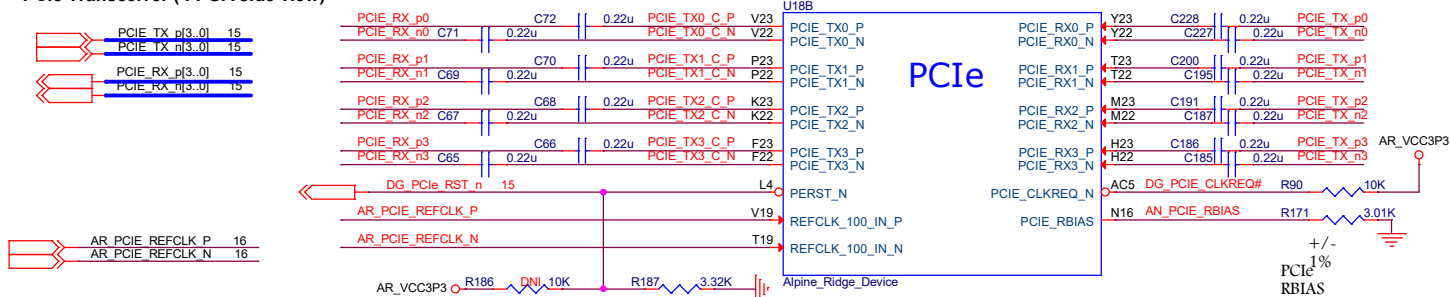 U18B
PCIE_TX_p[3..0] 15
PCIE_TX_n[3..0] 15
PCIE_RX_p[3..0] 15
PCIE_RX_n[3..0] 15
PCIE_RX_p0 C72 0.22u PCIE_TX0_C_P V23 PCIE_TX0_P PCIE_RX0_P Y23 C228 0.22u PCIE_TX_p0
PCIE_RX_n0 C71 0.22u PCIE_TX0_C_N V22 PCIE_TX0_N PCIE_RX0_N Y22 C227 0.22u PCIE_TX_n0
PCIe
PCIE_RX_p1 C70 0.22u PCIE_TX1_C_P P23 PCIE_TX1_P PCIE_RX1_P T23 C200 0.22u PCIE_TX_p1
PCIE_RX_n1 C69 0.22u PCIE_TX1_C_N P22 PCIE_TX1_N PCIE_RX1_N T22 C195 0.22u PCIE_TX_n1
PCIE_RX_p2 C68 0.22u PCIE_TX2_C_P K23 PCIE_TX2_P PCIE_RX2_P M23 C191 0.22u PCIE_TX_p2
PCIE_RX_n2 C67 0.22u PCIE_TX2_C_N K22 PCIE_TX2_N PCIE_RX2_N M22 C187 0.22u PCIE_TX_n2
PCIE_RX_p3 C66 0.22u PCIE_TX3_C_P F23 PCIE_TX3_P PCIE_RX3_P H23 C186 0.22u PCIE_TX_p3 AR_VCC3P3
PCIE_RX_n3 C65 0.22u PCIE_TX3_C_N F22 PCIE_TX3_N PCIE_RX3_N H22 C185 0.22u PCIE_TX_n3
DG_PCIe_RST_n 15 L4 PERST_N PCIE_CLKREQ_N AC5 DG_PCIE_CLKREQ# R90 10K
AR_PCIE_REFCLK_P V19 REFCLK_100_IN_P PCIE_RBIAS N16 AN_PCIE_RBIAS R171 3.01K
AR_PCIE_REFCLK_P 16
AR_PCIE_REFCLK_N 16
AR_PCIE_REFCLK_N T19 REFCLK_100_IN_N
+/-
1%
PCIe
RBIAS
AR_VCC3P3 R186 DNI 10K R187 3.32K Alpine_Ridge_Device